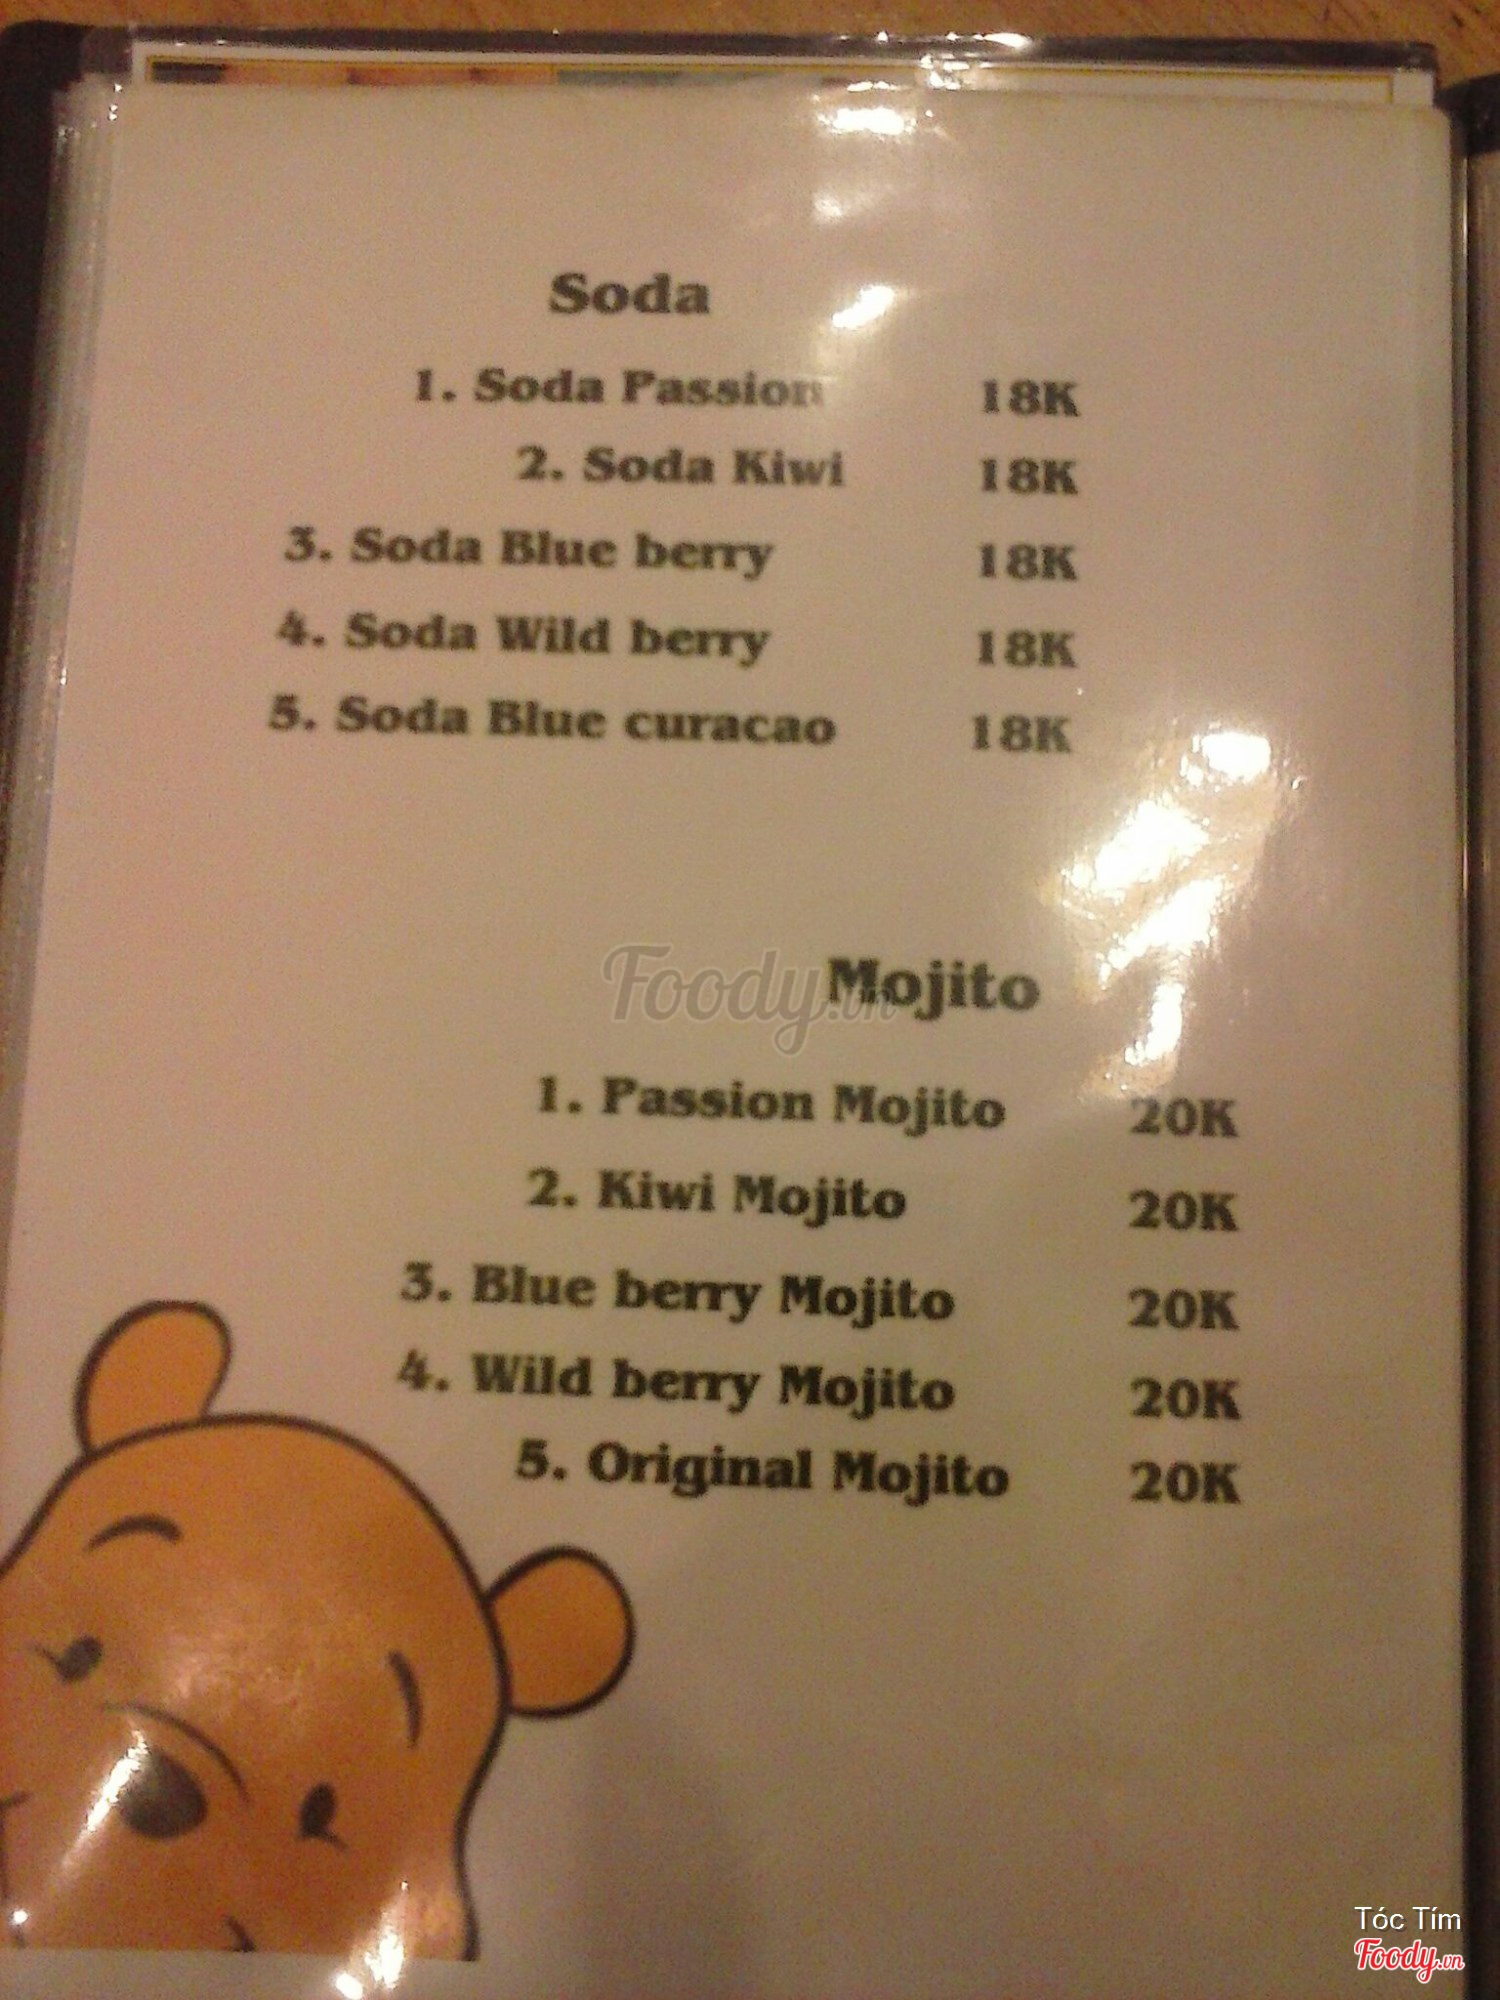 Soda
1. Soda Passion 18K
2. Soda Kiwi 18K
3. Soda Blue berry 18K
4. Soda Wild berry 18K
5. Soda Blue curacao 18K
Foody.vn
Mojito
1. Passion Mojito 20K
2. Kiwi Mojito 20K
3. Blue berry Mojito 20K
4. Wild berry Mojito 20K
5. Original Mojito 20K
Tóc Tím
Foody.vn